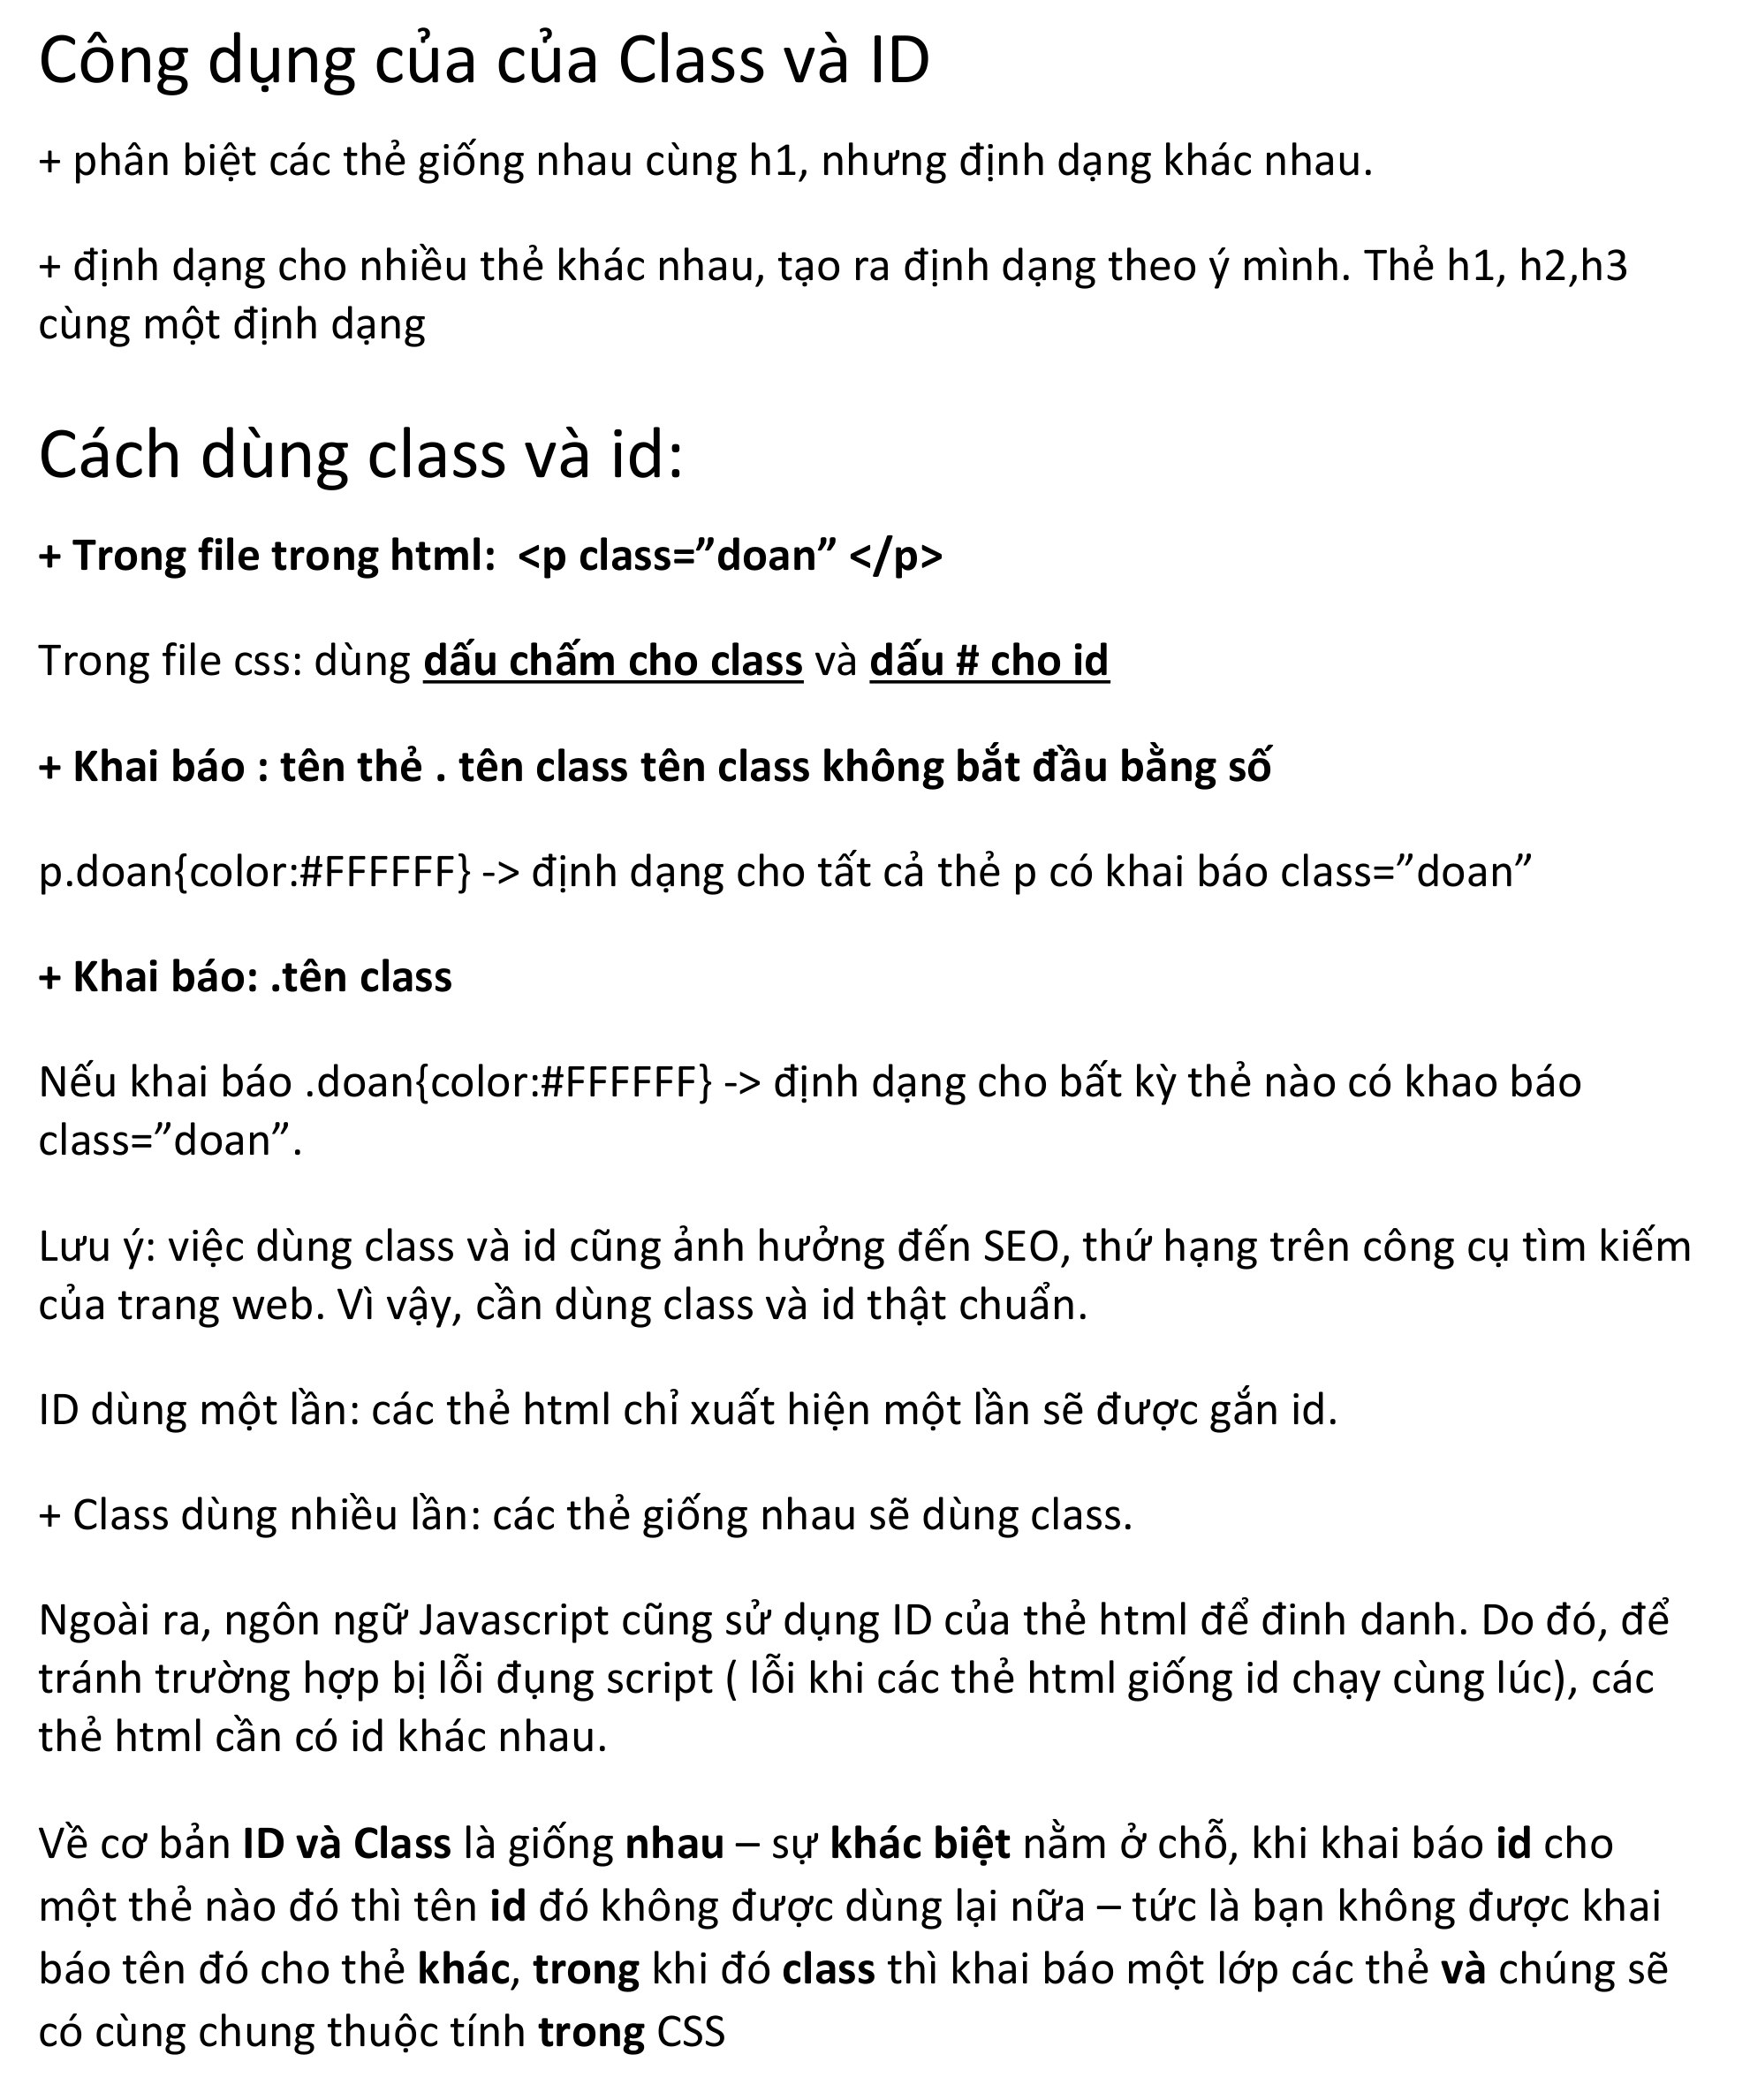 Công dụng của của Class và ID
+ phân biệt các thẻ giống nhau cùng h1, nhưng định dạng khác nhau.
+ định dạng cho nhiều thẻ khác nhau, tạo ra định dạng theo ý mình. Thẻ h1, h2,h3
cùng một định dạng
Cách dùng class và id:
+ Trong file trong html:  <p class=”doan” </p>
Trong file css: dùng dấu chấm cho class và dấu # cho id
+ Khai báo : tên thẻ . tên class tên class không bắt đầu bằng số
p.doan{color:#FFFFFF} -> định dạng cho tất cả thẻ p có khai báo class=”doan”
+ Khai báo: .tên class
Nếu khai báo .doan{color:#FFFFFF} -> định dạng cho bất kỳ thẻ nào có khao báo
class=”doan”.
Lưu ý: việc dùng class và id cũng ảnh hưởng đến SEO, thứ hạng trên công cụ tìm kiếm
của trang web. Vì vậy, cần dùng class và id thật chuẩn.
ID dùng một lần: các thẻ html chỉ xuất hiện một lần sẽ được gắn id.
+ Class dùng nhiều lần: các thẻ giống nhau sẽ dùng class.
Ngoài ra, ngôn ngữ Javascript cũng sử dụng ID của thẻ html để đinh danh. Do đó, để
tránh trường hợp bị lỗi đụng script ( lỗi khi các thẻ html giống id chạy cùng lúc), các
thẻ html cần có id khác nhau.
Về cơ bản ID và Class là giống nhau – sự khác biệt nằm ở chỗ, khi khai báo id cho
một thẻ nào đó thì tên id đó không được dùng lại nữa – tức là bạn không được khai
báo tên đó cho thẻ khác, trong khi đó class thì khai báo một lớp các thẻ và chúng sẽ
có cùng chung thuộc tính trong CSS